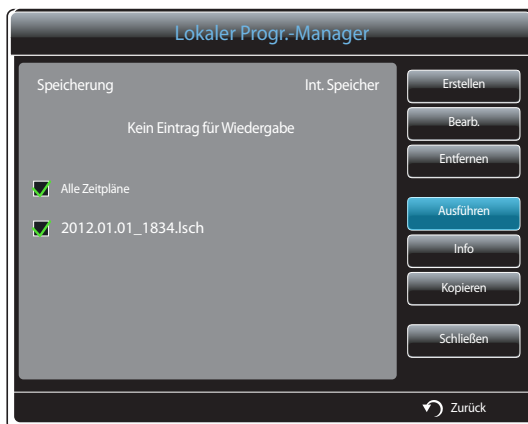 Lokaler Progr.-Manager
Speicherung Int. Speicher
Kein Eintrag für Wiedergabe
Alle Zeitpläne
2012.01.01_1834.lsch
Erstellen
Bearb.
Entfernen
Ausführen
Info
Kopieren
Schließen
Zurück